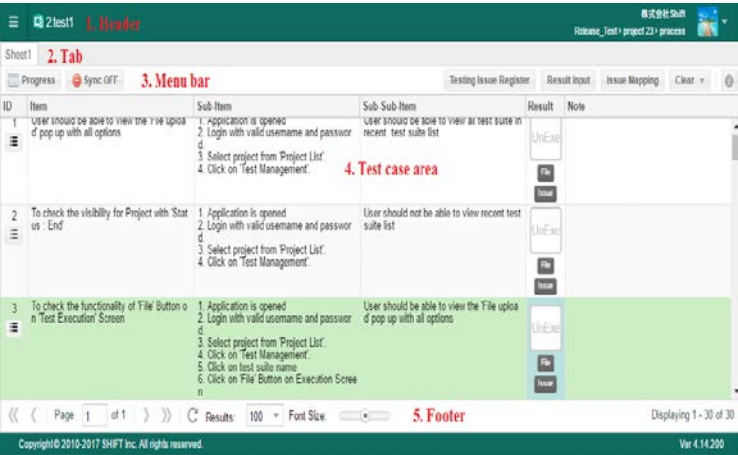 2.test1 1. Header
株式会社Shift
Release_Test › project 23 › process
Sheet1 2. Tab
Progress Sync OFF 3. Menu bar Testing Issue Register Result Input Issue Mapping Clear
ID Item Sub-Item Sub-Sub-Item Result Note
1 User should be able to view the 'File uploa
d' pop up with all options
1. Application is opened
2. Login with valid username and passwor
d.
3. Select project from 'Project List'.
4. Click on 'Test Management'.
User should be able to view all test suite in
recent test suite list
UnExe
File
Issue
4. Test case area
2 To check the visibility for Project with 'Stat
us : End'
1. Application is opened
2. Login with valid username and passwor
d.
3. Select project from 'Project List'.
4. Click on 'Test Management'.
User should not be able to view recent test
suite list
UnExe
File
Issue
3 To check the functionality of 'File' Button o
n 'Test Execution' Screen
1. Application is opened
2. Login with valid username and passwor
d.
3. Select project from 'Project List'.
4. Click on 'Test Management'.
5. Click on test suite name
6. Click on 'File' Button on Execution Scree
n
User should be able to view the 'File uploa
d' pop up with all options
UnExe
File
Issue
Page 1 of 1 Results: 100 Font Size: 5. Footer Displaying 1 - 30 of 30
Copyright © 2010-2017 SHIFT Inc. All rights reserved. Ver 4.14.200